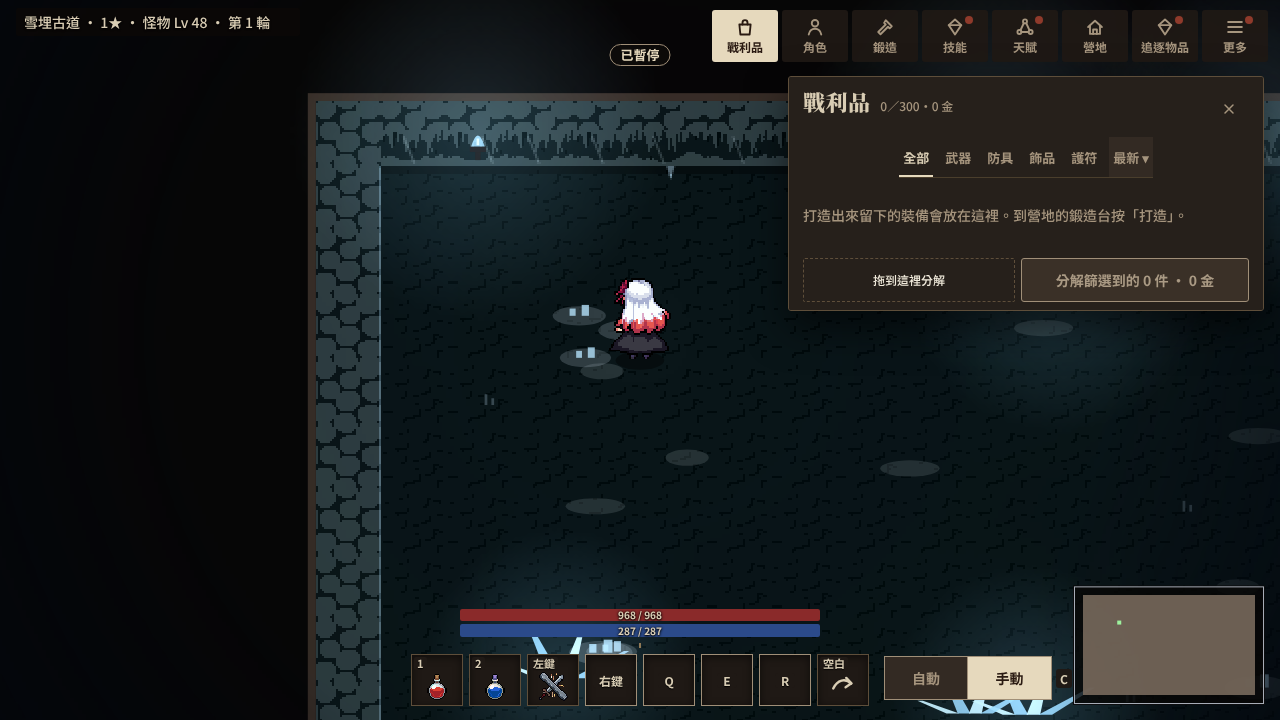 雪埋古道 · 1★ · 怪物 Lv 48 · 第 1 輪
已暫停
戰利品
角色
鍛造
技能
天賦
營地
追逐物品
更多
戰利品 0／300・0 金
×
全部 武器 防具 飾品 護符 最新▾
打造出來留下的裝備會放在這裡。到營地的鍛造台按「打造」。
拖到這裡分解
分解篩選到的 0 件 · 0 金
968 / 968
287 / 287
1
2
左鍵
右鍵
Q
E
R
空白
自動
手動
C